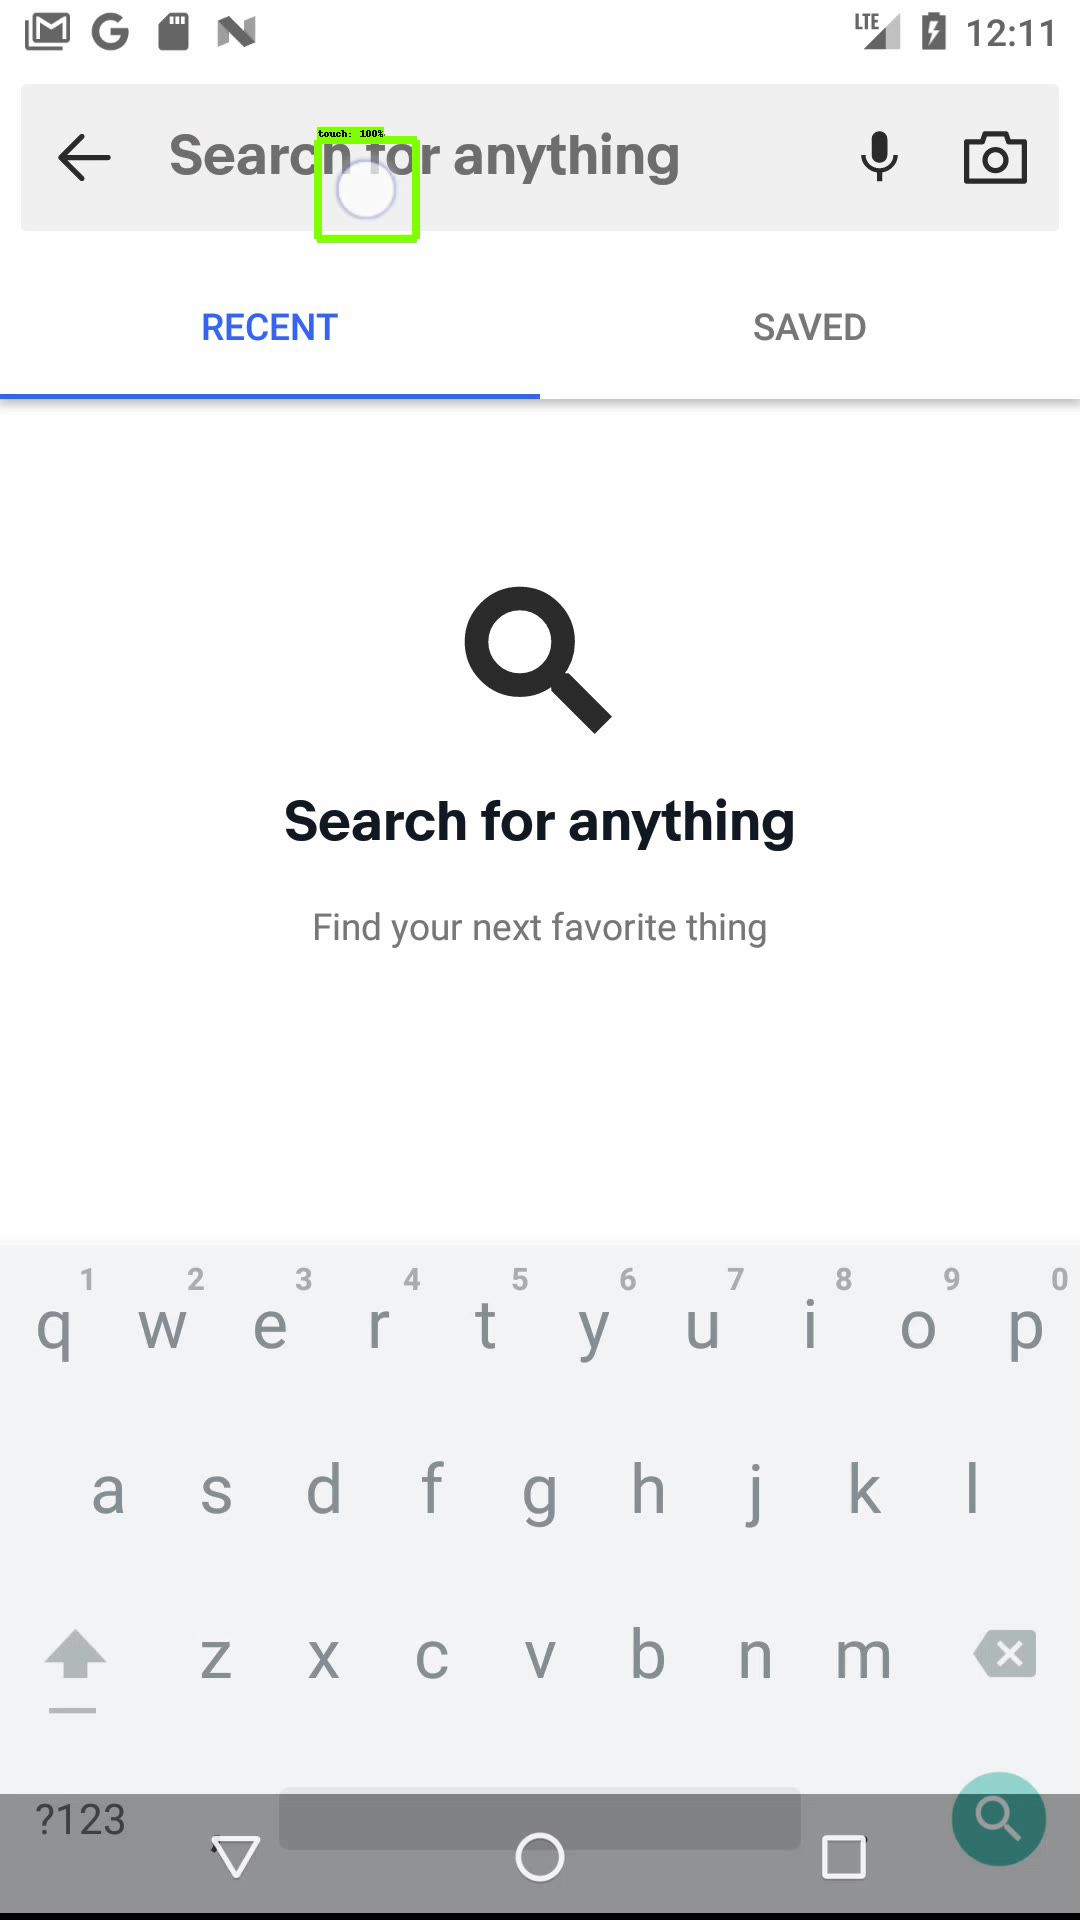 LTE 12:11
touch: 100%
Search for anything
RECENT SAVED
Search for anything
Find your next favorite thing
1 2 3 4 5 6 7 8 9 0
q w e r t y u i o p
a s d f g h j k l
z x c v b n m
?123